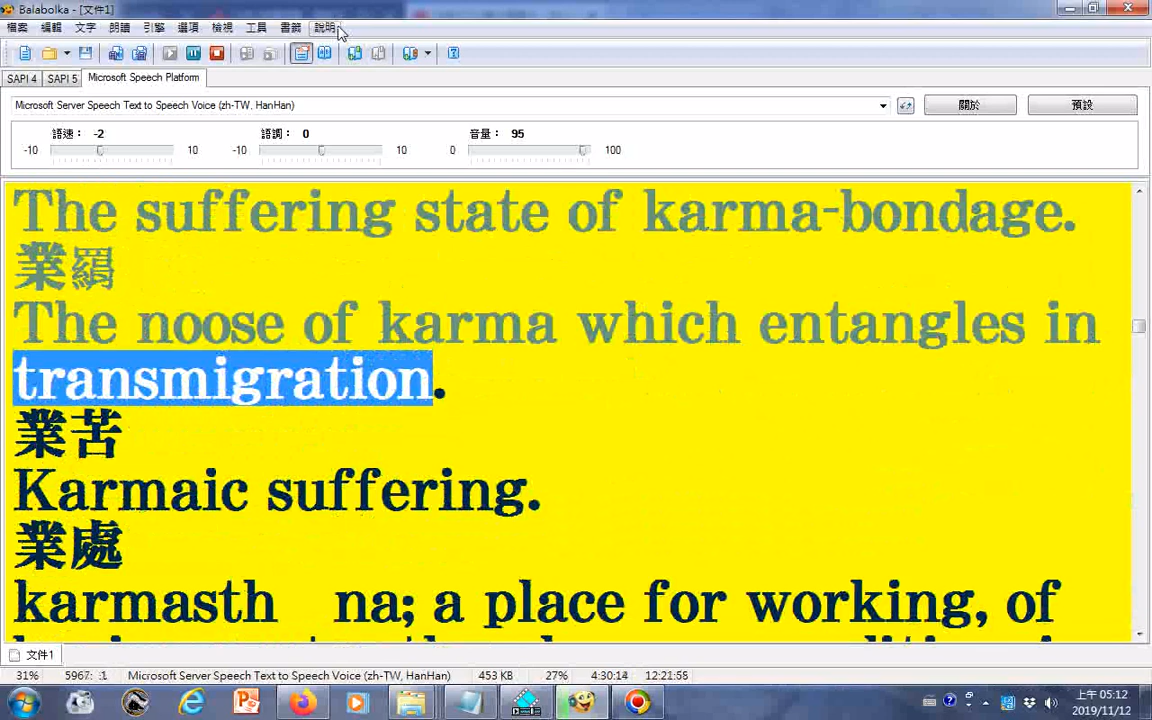 Balabolka - [文件1]
檔案 編輯 文字 朗讀 引擎 選項 檢視 工具 書籤 說明
SAPI 4 SAPI 5 Microsoft Speech Platform
Microsoft Server Speech Text to Speech Voice (zh-TW, HanHan) 關於 預設
語速： -2 語調： 0 音量： 95
-10 10 -10 10 0 100
The suffering state of karma-bondage.
業羂
The noose of karma which entangles in
transmigration.
業苦
Karmaic suffering.
業處
karmasth na; a place for working, of
文件1
31% 5967: :1 Microsoft Server Speech Text to Speech Voice (zh-TW, HanHan) 453 KB 27% 4:30:14 12:21:58
上午 05:12
2019/11/12